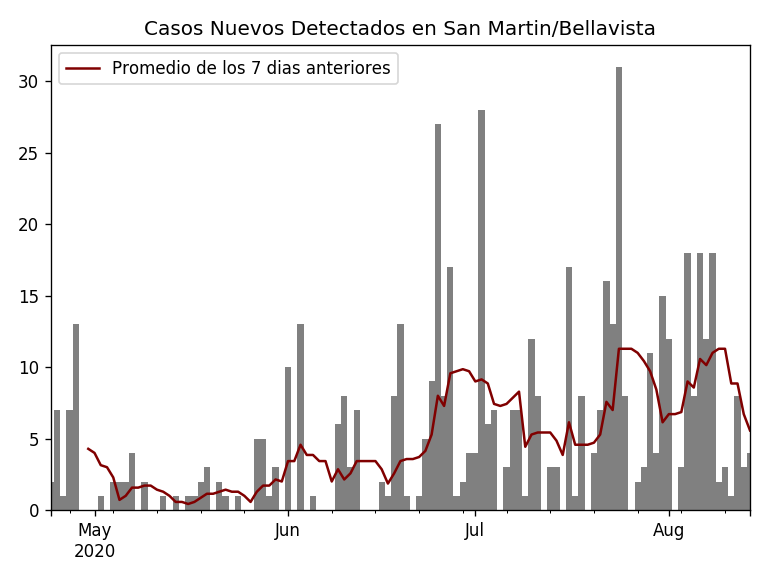 Casos Nuevos Detectados en San Martin/Bellavista
Promedio de los 7 dias anteriores
30
25
20
15
10
5
0
May
2020
Jun
Jul
Aug